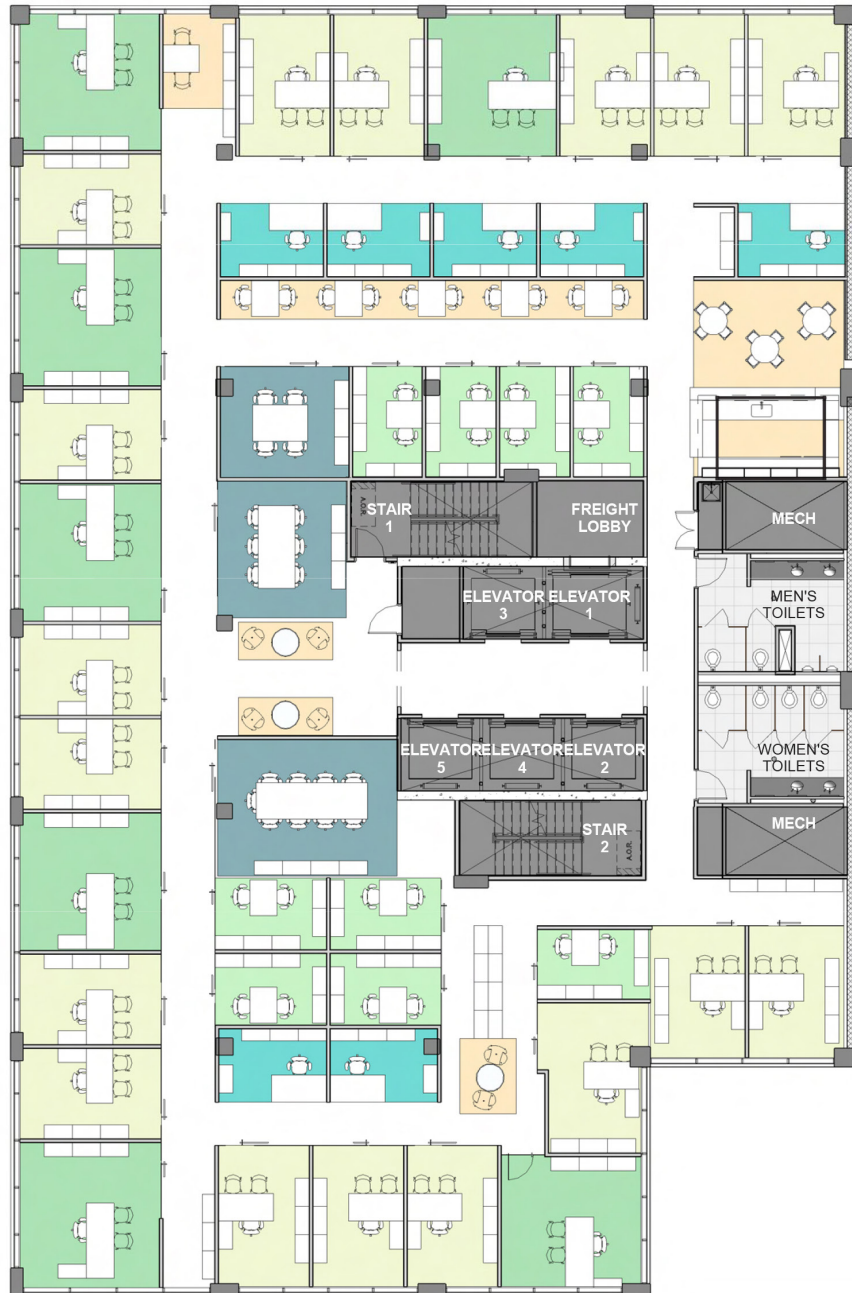 STAIR
1
A.O.R.
FREIGHT
LOBBY
MECH
ELEVATOR
3
ELEVATOR
1
MEN'S
TOILETS
ELEVATOR
5
ELEVATOR
4
ELEVATOR
2
WOMEN'S
TOILETS
STAIR
2
A.O.R.
MECH